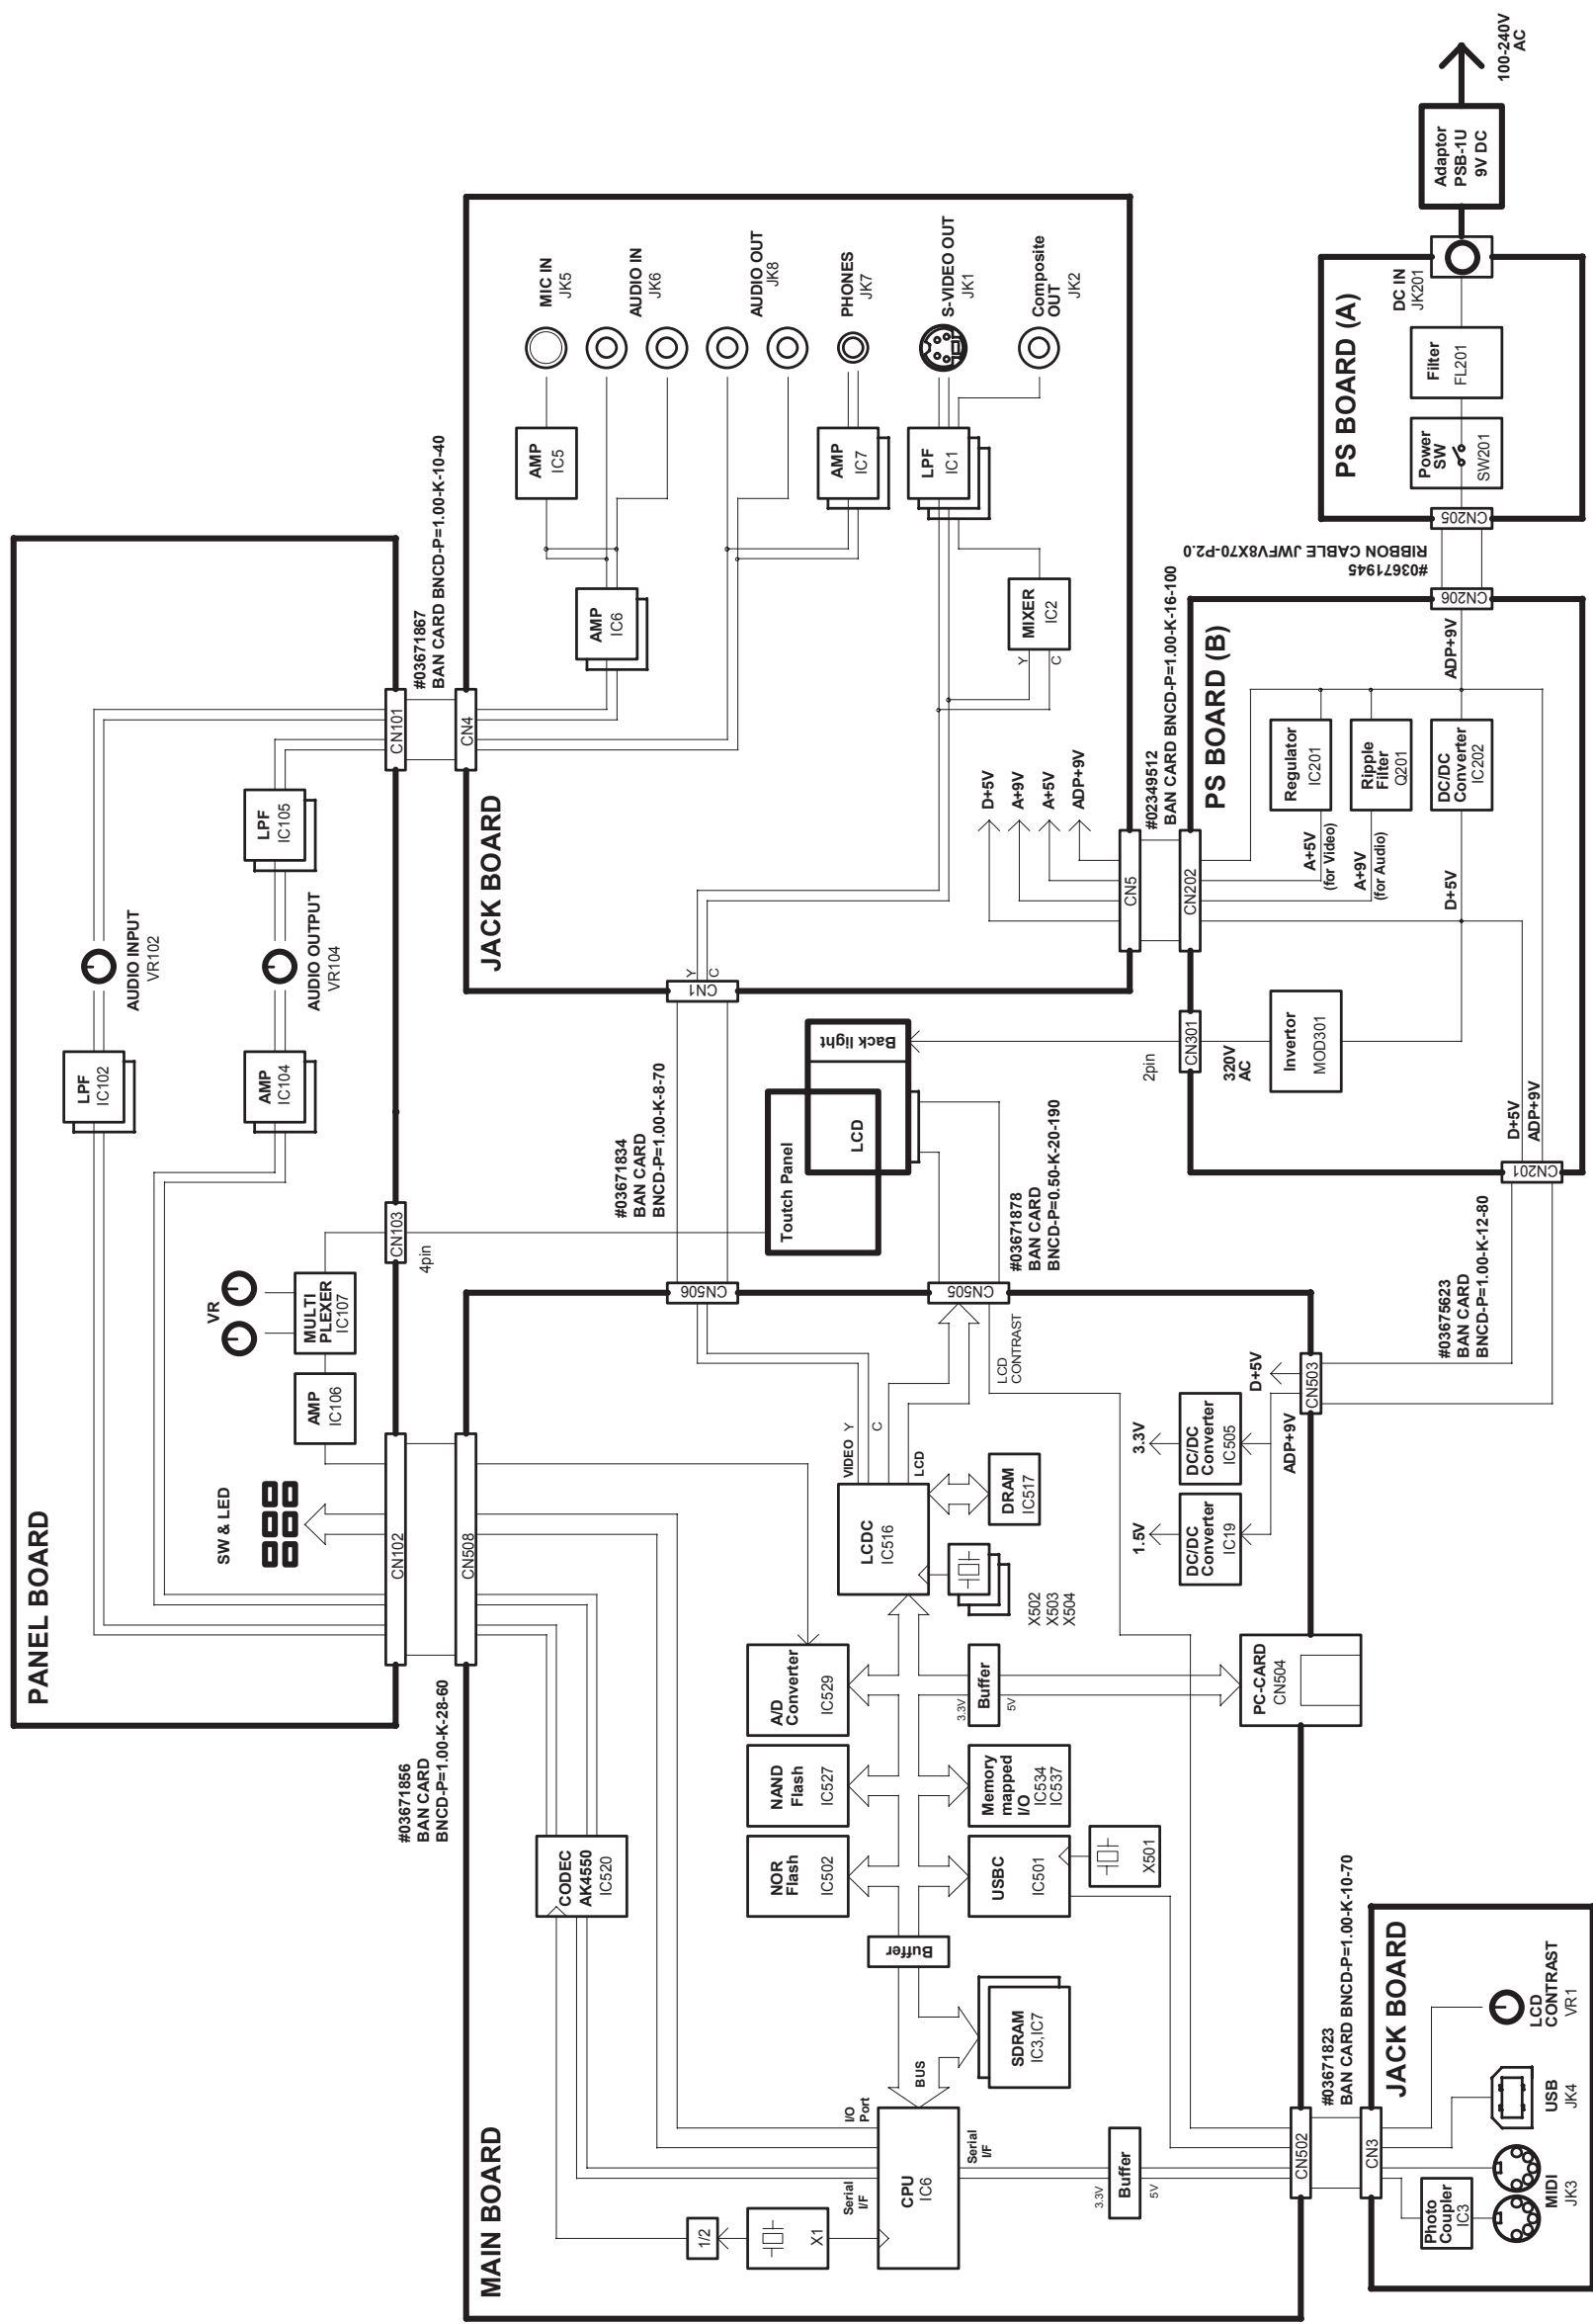 PANEL BOARD
SW & LED
VR
AMP
IC106
MULTI
PLEXER
IC107
LPF
IC102
AUDIO INPUT
VR102
AMP
IC104
AUDIO OUTPUT
VR104
LPF
IC105
CN102
CN103
4pin
CN101
#03671856
BAN CARD
BNCD-P=1.00-K-28-60
#03671867
BAN CARD BNCD-P=1.00-K-10-40
MAIN BOARD
CN508
CODEC
AK4550
IC520
1/2
X1
Serial
I/F
I/O
Port
CPU
IC6
Serial
I/F
BUS
SDRAM
IC3,IC7
Buffer
NOR
Flash
IC502
NAND
Flash
IC527
A/D
Converter
IC529
USBC
IC501
X501
Memory
mapped
I/O
IC534
IC537
3.3V
Buffer
5V
LCDC
IC516
VIDEO
Y
C
LCD
DRAM
IC517
X502
X503
X504
LCD
CONTRAST
CN506
CN505
1.5V
DC/DC
Converter
IC19
3.3V
DC/DC
Converter
IC505
D+5V
ADP+9V
CN503
PC-CARD
CN504
3.3V
Buffer
5V
CN502
#03671834
BAN CARD
BNCD-P=1.00-K-8-70
Toutch Panel
LCD
Back light
#03671878
BAN CARD
BNCD-P=0.50-K-20-190
#03675623
BAN CARD
BNCD-P=1.00-K-12-80
#03671823
BAN CARD BNCD-P=1.00-K-10-70
CN3
JACK BOARD
Photo
Coupler
IC3
MIDI
JK3
USB
JK4
LCD
CONTRAST
VR1
JACK BOARD
CN4
CN1
Y
C
AMP
IC6
AMP
IC5
MIC IN
JK5
AUDIO IN
JK6
AUDIO OUT
JK8
AMP
IC7
PHONES
JK7
LPF
IC1
S-VIDEO OUT
JK1
Composite
OUT
JK2
MIXER
IC2
Y
C
D+5V
A+9V
A+5V
ADP+9V
CN5
#02349512
BAN CARD BNCD-P=1.00-K-16-100
PS BOARD (B)
CN202
CN301
2pin
320V
AC
Invertor
MOD301
A+5V
(for Video)
Regulator
IC201
A+9V
(for Audio)
Ripple
Filter
Q201
D+5V
DC/DC
Converter
IC202
ADP+9V
D+5V
ADP+9V
CN201
CN206
#03671945
RIBBON CABLE JWFV8X70-P2.0
CN205
PS BOARD (A)
Power
SW
SW201
Filter
FL201
DC IN
JK201
Adaptor
PSB-1U
9V DC
100-240V
AC